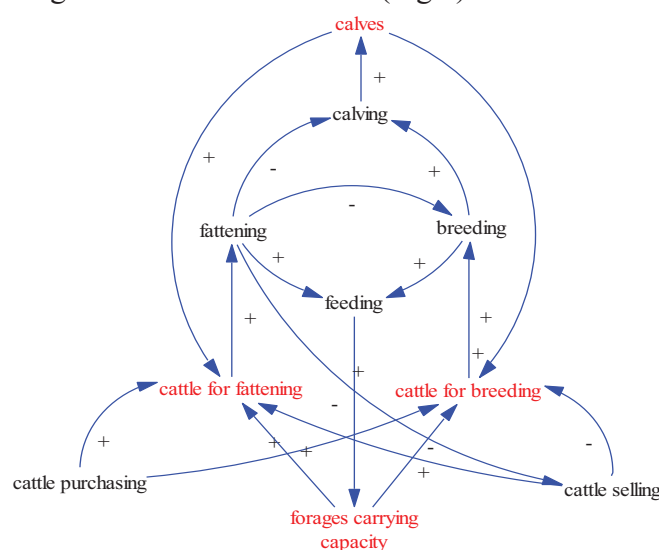 calves
+
calving
+
-
+
-
fattening
breeding
+
+
feeding
+
+
+
+
cattle for fattening
cattle for breeding
-
+
+
+
-
+
-
cattle purchasing
cattle selling
forages carrying
capacity